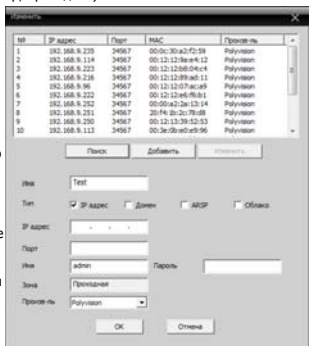 Изменить
№ IP адрес Порт MAC Произв-ль
1 192.168.9.235 34567 00:0c:30:a2:f2:59 Polyvision
2 192.168.9.114 34567 00:12:12:9a:e4:12 Polyvision
3 192.168.9.223 34567 00:12:12:b8:04:c4 Polyvision
4 192.168.9.216 34567 00:12:12:89:ad:11 Polyvision
5 192.168.9.96 34567 00:12:12:07:ac:a9 Polyvision
6 192.168.9.222 34567 00:12:12:e6:f6:b1 Polyvision
7 192.168.9.252 34567 00:00:a2:2a:13:14 Polyvision
8 192.168.9.251 34567 20:f4:1b:2c:78:d8 Polyvision
9 192.168.9.250 34567 00:12:13:39:52:53 Polyvision
10 192.168.9.113 34567 00:3e:0b:e0:e9:96 Polyvision
Поиск Добавить Изменить
Имя Test
Тип IP адрес Домен ARSP Облако
IP адрес . . .
Порт
Имя admin Пароль
Зона Проходная
Произв-ль Polyvision
OK Отмена